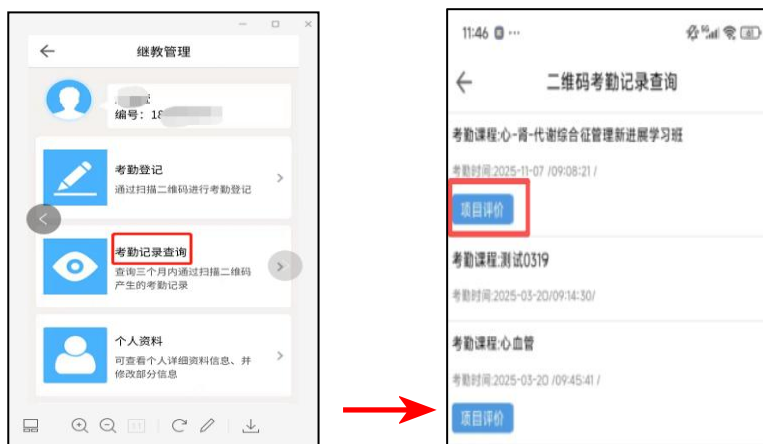 继教管理
编号：18
考勤登记
通过扫描二维码进行考勤登记
考勤记录查询
查询三个月内通过扫描二维码
产生的考勤记录
个人资料
可查看个人详细资料信息、并
修改部分信息
11:46
二维码考勤记录查询
考勤课程:心-肾-代谢综合征管理新进展学习班
考勤时间:2025-11-07 /09:08:21 /
项目评价
考勤课程:测试0319
考勤时间:2025-03-20/09:14:30/
考勤课程:心血管
考勤时间:2025-03-20 /09:45:41 /
项目评价